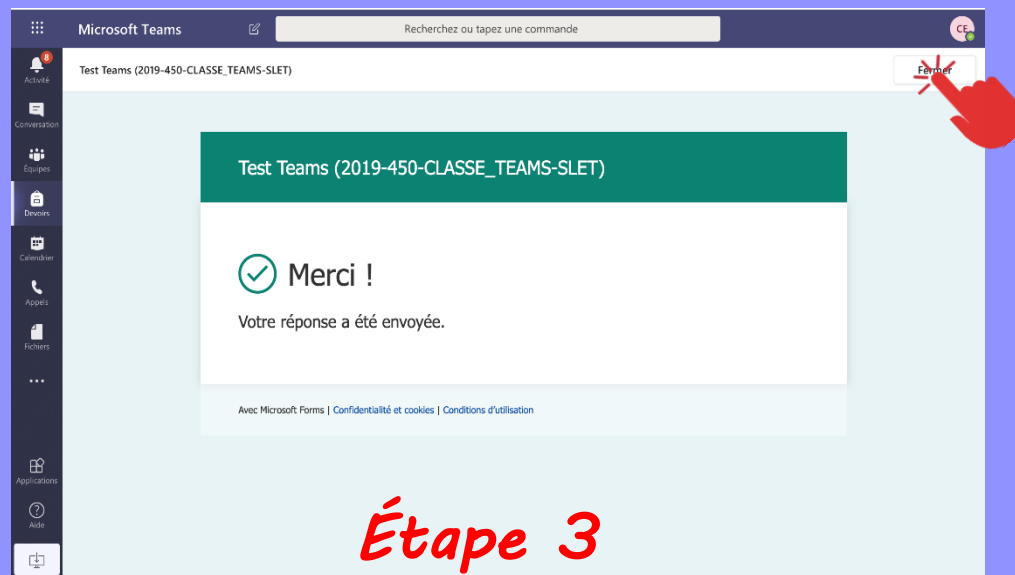 Microsoft Teams
Recherchez ou tapez une commande
CE
8
Activité
Conversation
Équipes
Devoirs
Calendrier
Appels
Fichiers
Applications
Aide
Test Teams (2019-450-CLASSE_TEAMS-SLET)
Fermer
Test Teams (2019-450-CLASSE_TEAMS-SLET)
Merci !
Votre réponse a été envoyée.
Avec Microsoft Forms | Confidentialité et cookies | Conditions d'utilisation
Étape 3